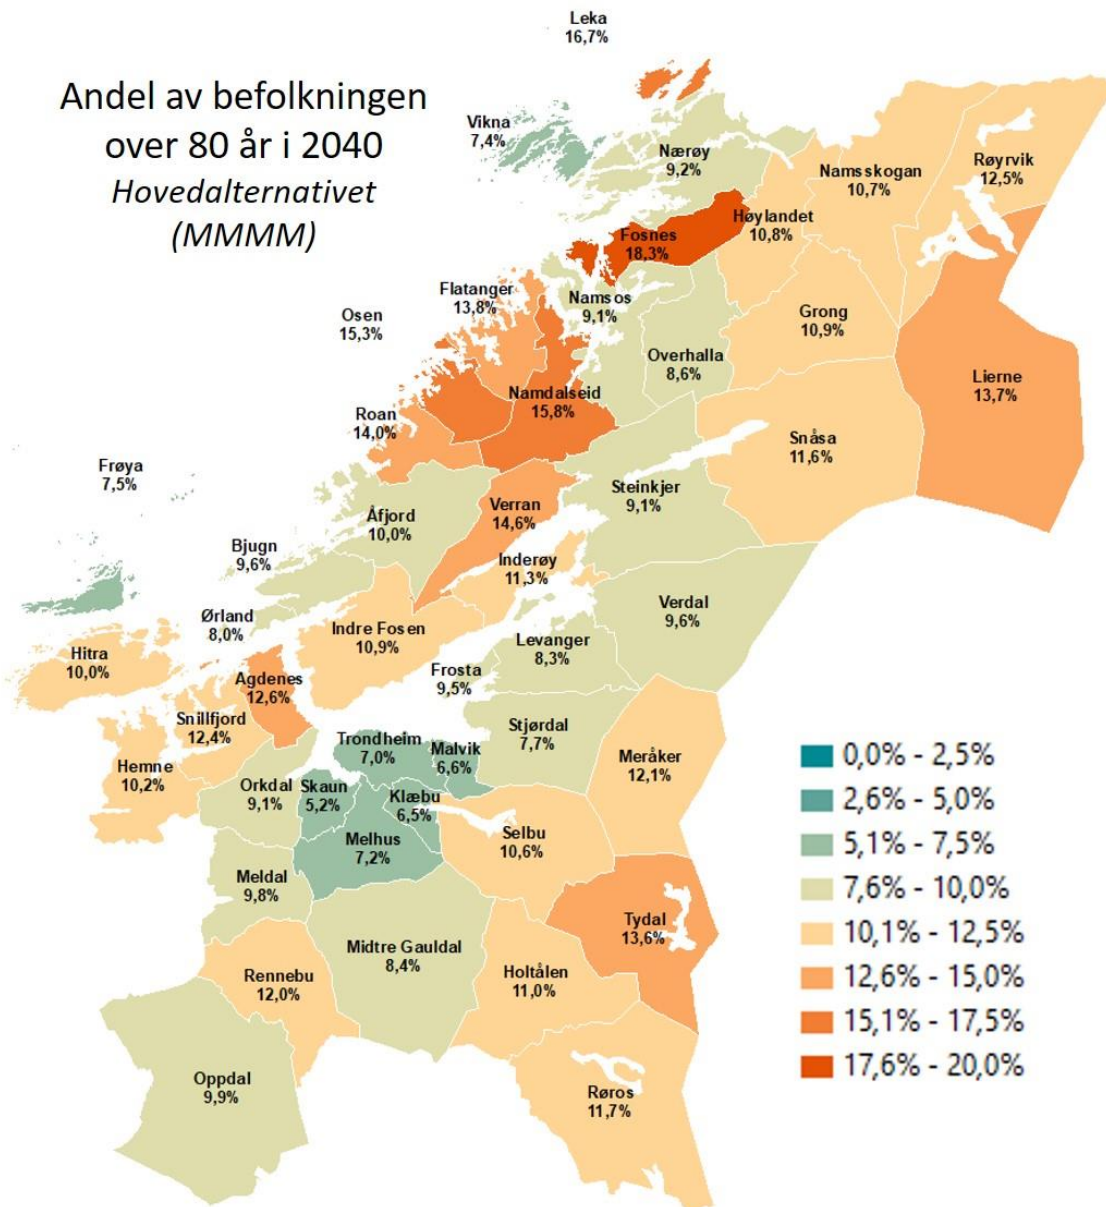 Andel av befolkningen
over 80 år i 2040
Hovedalternativet
(MMMM)
Leka
16,7%
Vikna
7,4%
Nærøy
9,2%
Namsskogan
10,7%
Røyrvik
12,5%
Høylandet
10,8%
Fosnes
18,3%
Flatanger
13,8%
Namsos
9,1%
Osen
15,3%
Grong
10,9%
Overhalla
8,6%
Lierne
13,7%
Namdalseid
15,8%
Roan
14,0%
Snåsa
11,6%
Frøya
7,5%
Steinkjer
9,1%
Verran
14,6%
Åfjord
10,0%
Bjugn
9,6%
Inderøy
11,3%
Verdal
9,6%
Ørland
8,0%
Indre Fosen
10,9%
Levanger
8,3%
Hitra
10,0%
Frosta
9,5%
Agdenes
12,6%
Snillfjord
12,4%
Stjørdal
7,7%
Trondheim
7,0%
Malvik
6,6%
Meråker
12,1%
Hemne
10,2%
Orkdal
9,1%
Skaun
5,2%
Klæbu
6,5%
Selbu
10,6%
Melhus
7,2%
Meldal
9,8%
Tydal
13,6%
Midtre Gauldal
8,4%
Holtålen
11,0%
Rennebu
12,0%
Oppdal
9,9%
Røros
11,7%
0,0% - 2,5%
2,6% - 5,0%
5,1% - 7,5%
7,6% - 10,0%
10,1% - 12,5%
12,6% - 15,0%
15,1% - 17,5%
17,6% - 20,0%